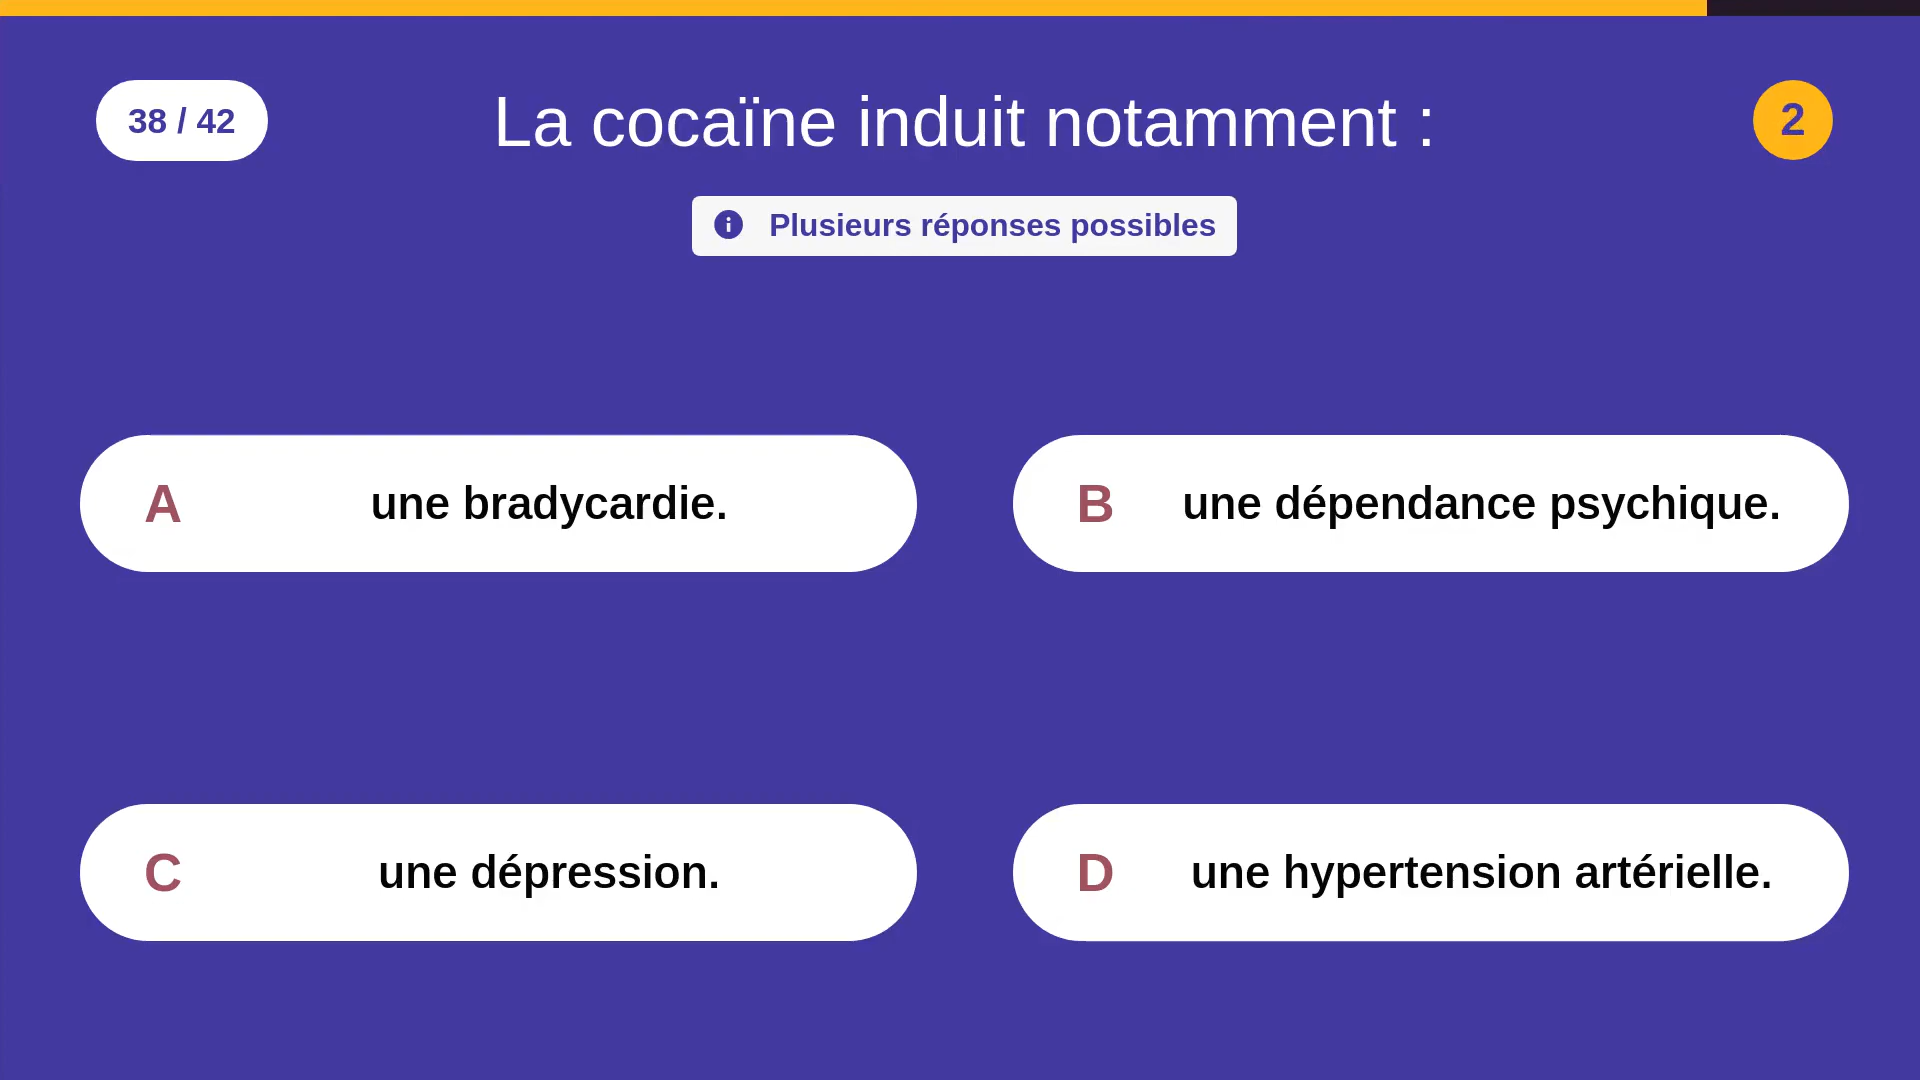 38 / 42
La cocaïne induit notamment :
2
Plusieurs réponses possibles
A une bradycardie.
B une dépendance psychique.
C une dépression.
D une hypertension artérielle.